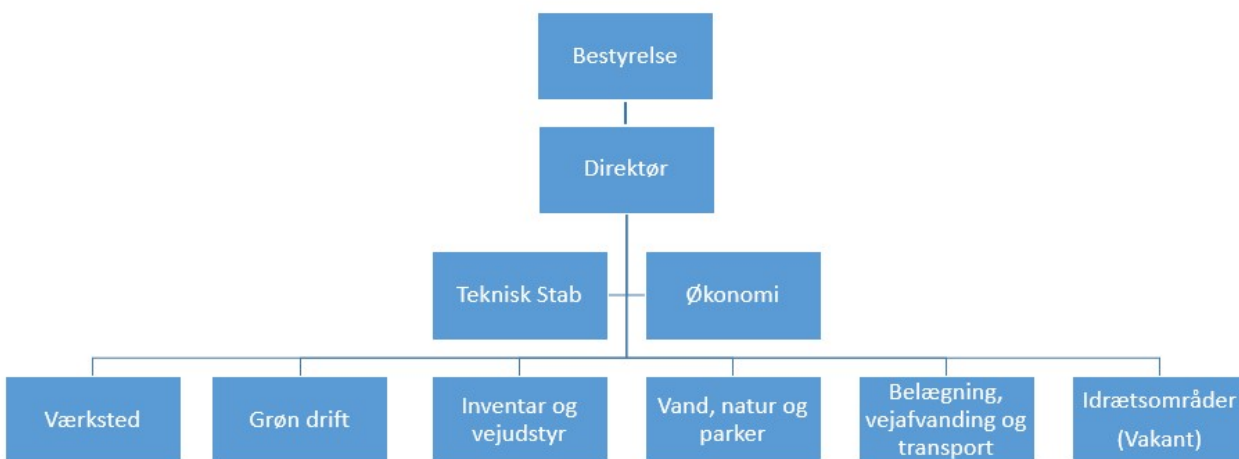 Bestyrelse
Direktør
Teknisk Stab
Økonomi
Værksted
Grøn drift
Inventar og
vejudstyr
Vand, natur og
parker
Belægning,
vejafvanding og
transport
Idrætsområder
(Vakant)